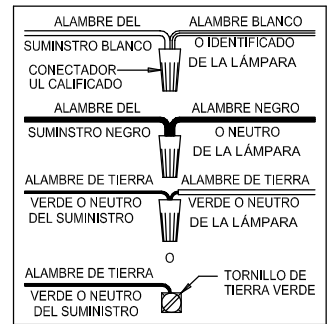 ALAMBRE DEL ALAMBRE BLANCO
SUMINSTRO BLANCO O IDENTIFICADO
CONECTADOR DE LA LÁMPARA
UL CALIFICADO
ALAMBRE DEL ALAMBRE NEGRO
SUMINSTRO NEGRO O NEUTRO
DE LA LÁMPARA
ALAMBRE DE TIERRA ALAMBRE DE TIERRA
VERDE O NEUTRO VERDE O NEUTRO
DEL SUMINISTRO DE LA LÁMPARA
O
ALAMBRE DE TIERRA TORNILLO DE
VERDE O NEUTRO TIERRA VERDE
DEL SUMINISTRO